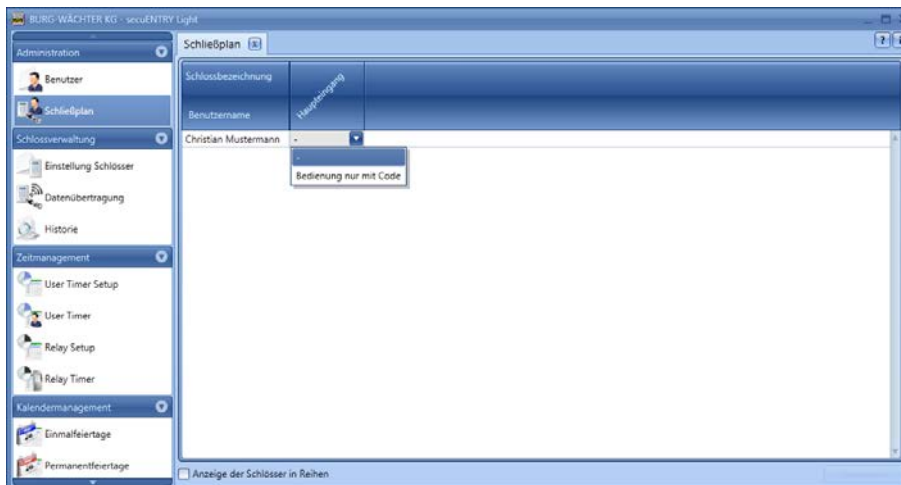 BURG-WÄCHTER KG - secuENTRY Light
Administration
Benutzer
Schließplan
Schlossverwaltung
Einstellung Schlösser
Datenübertragung
Historie
Zeitmanagement
User Timer Setup
User Timer
Relay Setup
Relay Timer
Kalendermanagement
Einmalfeiertage
Permanentfeiertage
Schließplan
?
Schlossbezeichnung
Haupteingang
Benutzername
Christian Mustermann -
-
Bedienung nur mit Code
Anzeige der Schlösser in Reihen